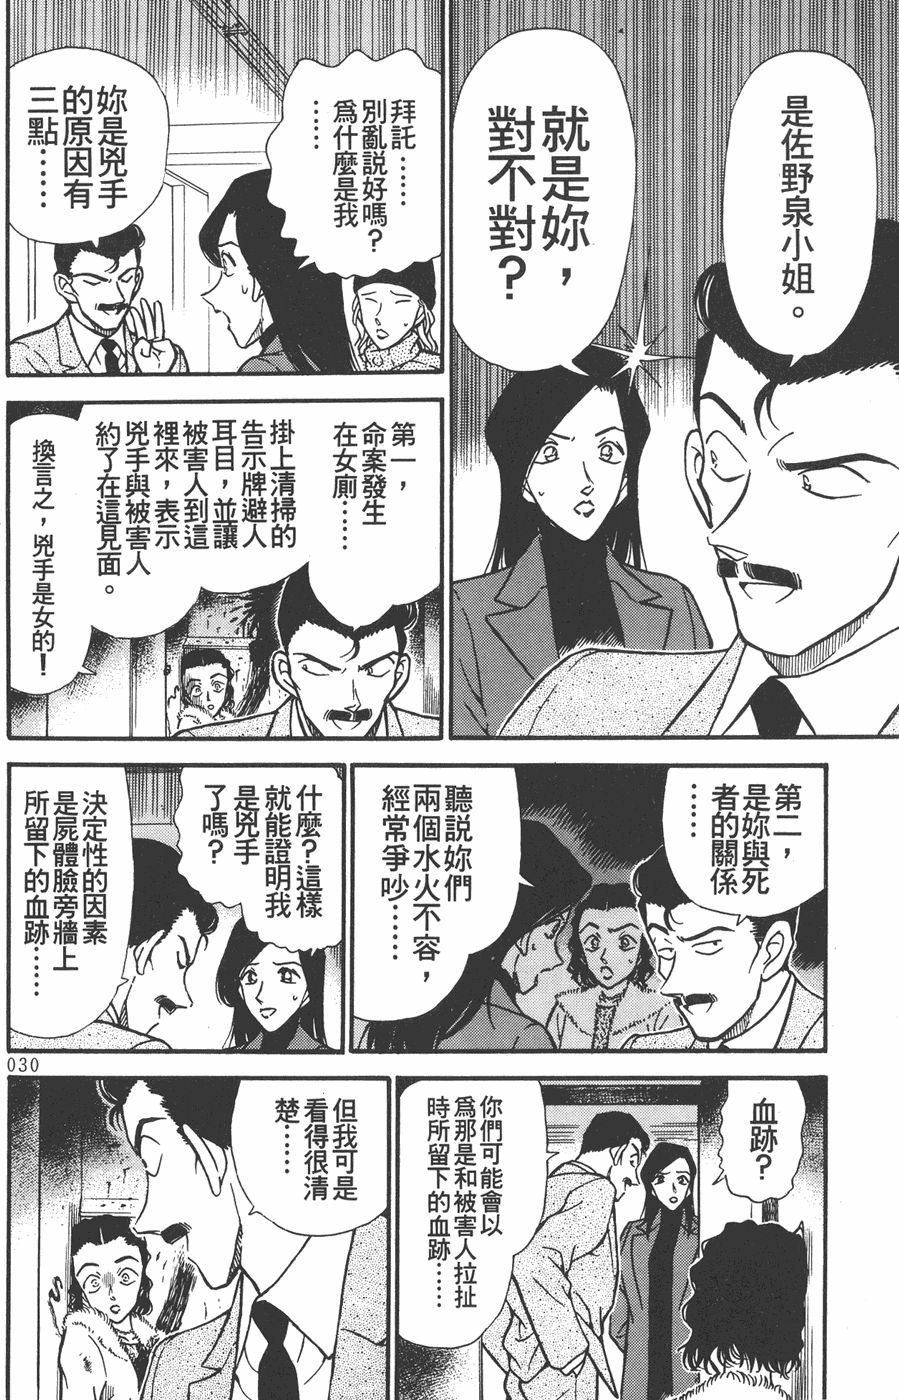 是佐野泉小姐。
就是妳，
對不對？
拜託……
別亂説好嗎？
爲什麼是我
……
妳是兇手
的原因有
三點……
第一，
命案發生
在女廁……
掛上清掃的
告示牌避人
耳目，並讓
被害人到這
裡來，表示
兇手與被害人
約了在這見面。
換言之，兇手是女的！
第二，
是妳與死
者的關係
……
聽説妳們
兩個水火不容，
經常爭吵……
什麼？這樣
就能證明我
是兇手
了嗎？
決定性的因素
是屍體臉旁牆上
所留下的血跡……
030
血跡？
你們可能會以
爲那是和被害人拉扯
時所留下的血跡……
但我可是
看得很清
楚……